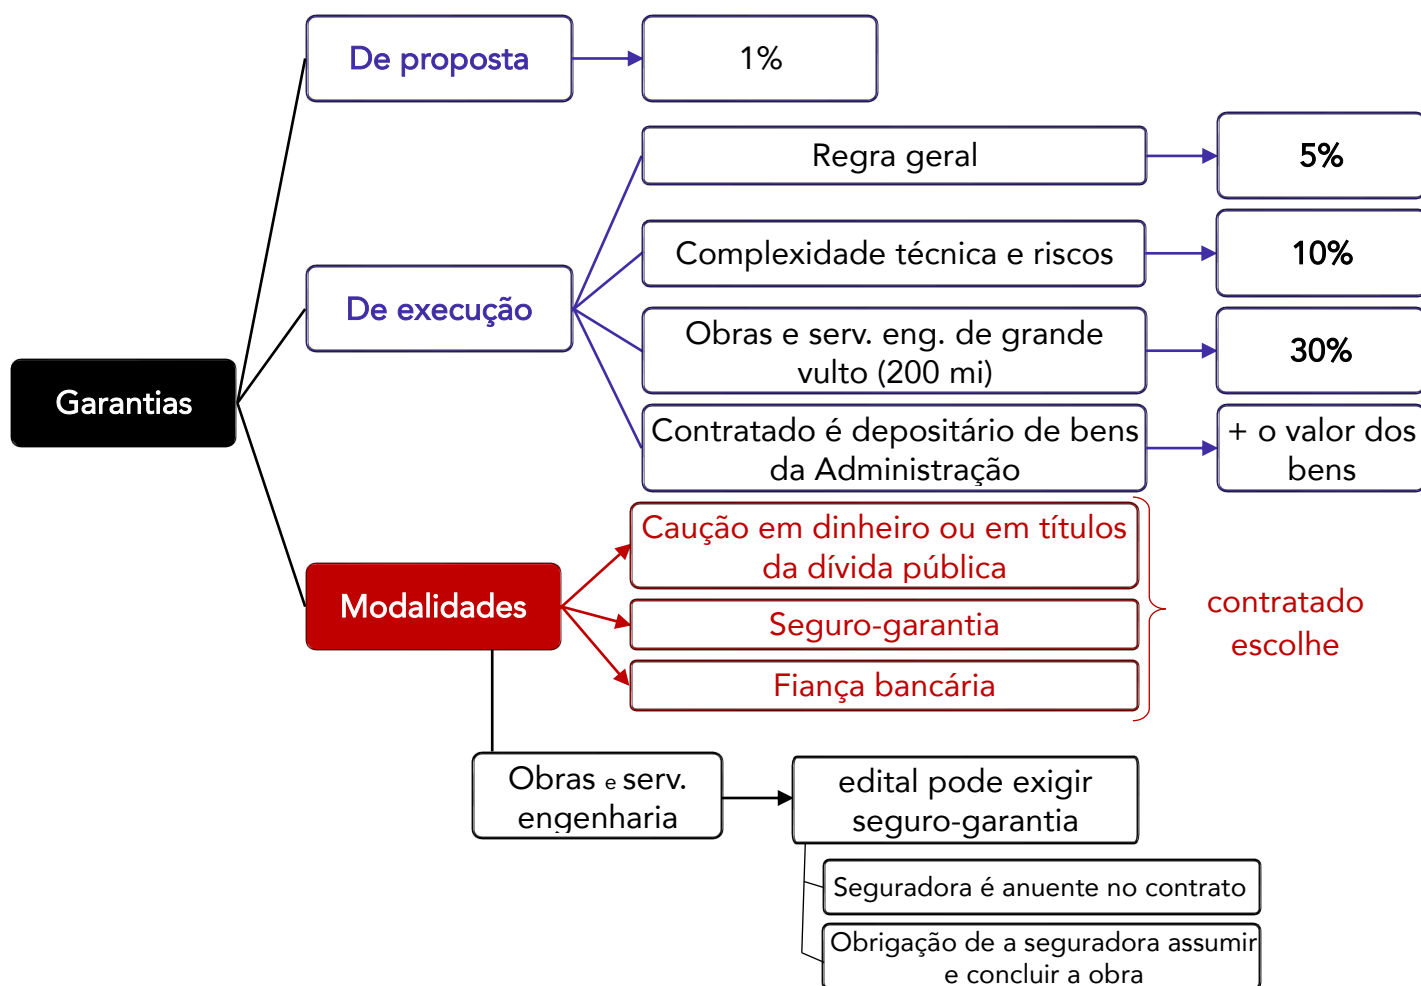 Garantias
De proposta
1%
De execução
Regra geral
5%
Complexidade técnica e riscos
10%
Obras e serv. eng. de grande
vulto (200 mi)
30%
Contratado é depositário de bens
da Administração
+ o valor dos
bens
Modalidades
Caução em dinheiro ou em títulos
da dívida pública
Seguro-garantia
Fiança bancária
contratado
escolhe
Obras e serv.
engenharia
edital pode exigir
seguro-garantia
Seguradora é anuente no contrato
Obrigação de a seguradora assumir
e concluir a obra